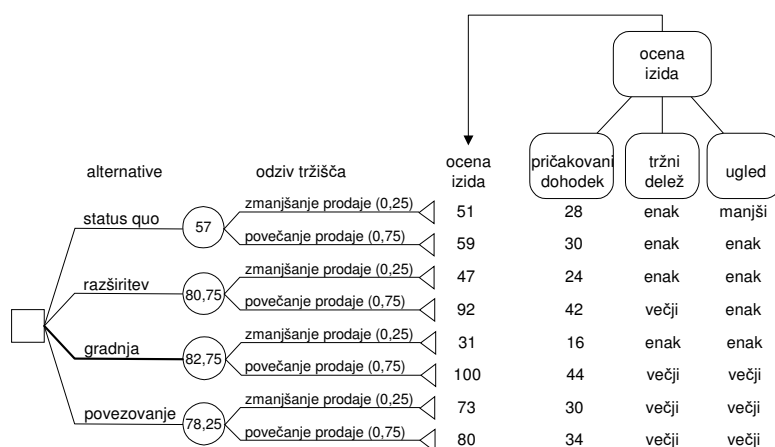 ocena
izida
alternative
odziv tržišča
ocena
izida
pričakovani
dohodek
tržni
delež
ugled
status quo
57
zmanjšanje prodaje (0,25)
51
28
enak
manjši
povečanje prodaje (0,75)
59
30
enak
enak
razširitev
80,75
zmanjšanje prodaje (0,25)
47
24
enak
enak
povečanje prodaje (0,75)
92
42
večji
enak
gradnja
82,75
zmanjšanje prodaje (0,25)
31
16
enak
enak
povečanje prodaje (0,75)
100
44
večji
večji
povezovanje
78,25
zmanjšanje prodaje (0,25)
73
30
večji
večji
povečanje prodaje (0,75)
80
34
večji
večji